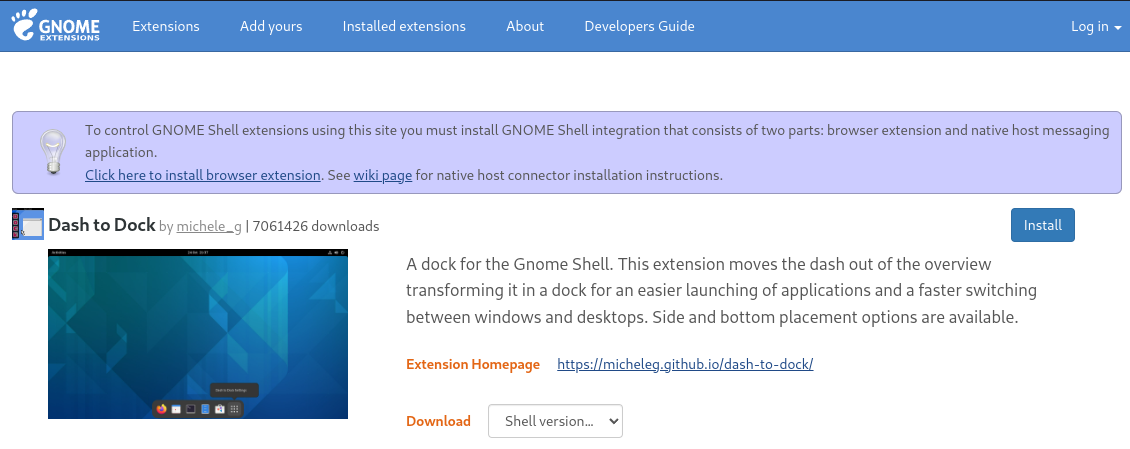 GNOME
EXTENSIONS
Extensions
Add yours
Installed extensions
About
Developers Guide
Log in
To control GNOME Shell extensions using this site you must install GNOME Shell integration that consists of two parts: browser extension and native host messaging
application.
Click here to install browser extension. See wiki page for native host connector installation instructions.
Dash to Dock by michele_g | 7061426 downloads
Install
A dock for the Gnome Shell. This extension moves the dash out of the overview
transforming it in a dock for an easier launching of applications and a faster switching
between windows and desktops. Side and bottom placement options are available.
Extension Homepage https://micheleg.github.io/dash-to-dock/
Download Shell version...